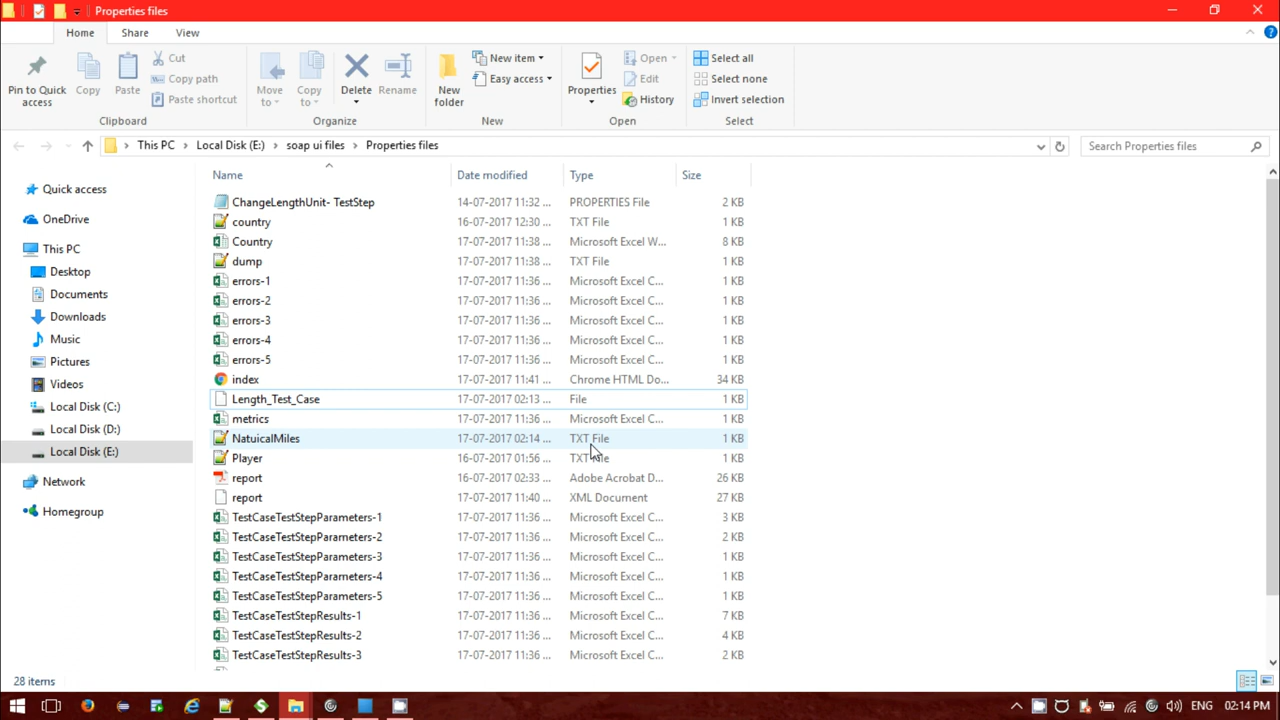 Properties files
Home Share View
Pin to Quick access
Copy
Paste
Cut
Copy path
Paste shortcut
Clipboard
Move to
Copy to
Delete
Rename
Organize
New folder
New item
Easy access
New
Properties
Open
Edit
History
Open
Select all
Select none
Invert selection
Select
This PC Local Disk (E:) soap ui files Properties files
Search Properties files
Quick access
OneDrive
This PC
Desktop
Documents
Downloads
Music
Pictures
Videos
Local Disk (C:)
Local Disk (D:)
Local Disk (E:)
Network
Homegroup
Name Date modified Type Size
ChangeLengthUnit- TestStep 14-07-2017 11:32 ... PROPERTIES File 2 KB
country 16-07-2017 12:30 ... TXT File 1 KB
Country 17-07-2017 11:38 ... Microsoft Excel W... 8 KB
dump 17-07-2017 11:38 ... TXT File 1 KB
errors-1 17-07-2017 11:36 ... Microsoft Excel C... 1 KB
errors-2 17-07-2017 11:36 ... Microsoft Excel C... 1 KB
errors-3 17-07-2017 11:36 ... Microsoft Excel C... 1 KB
errors-4 17-07-2017 11:36 ... Microsoft Excel C... 1 KB
errors-5 17-07-2017 11:36 ... Microsoft Excel C... 1 KB
index 17-07-2017 11:41 ... Chrome HTML Do... 34 KB
Length_Test_Case 17-07-2017 02:13 ... File 1 KB
metrics 17-07-2017 11:36 ... Microsoft Excel C... 1 KB
NatuicalMiles 17-07-2017 02:14 ... TXT File 1 KB
Player 16-07-2017 01:56 ... TXT File 1 KB
report 16-07-2017 02:33 ... Adobe Acrobat D... 26 KB
report 17-07-2017 11:40 ... XML Document 27 KB
TestCaseTestStepParameters-1 17-07-2017 11:36 ... Microsoft Excel C... 3 KB
TestCaseTestStepParameters-2 17-07-2017 11:36 ... Microsoft Excel C... 2 KB
TestCaseTestStepParameters-3 17-07-2017 11:36 ... Microsoft Excel C... 1 KB
TestCaseTestStepParameters-4 17-07-2017 11:36 ... Microsoft Excel C... 1 KB
TestCaseTestStepParameters-5 17-07-2017 11:36 ... Microsoft Excel C... 1 KB
TestCaseTestStepResults-1 17-07-2017 11:36 ... Microsoft Excel C... 7 KB
TestCaseTestStepResults-2 17-07-2017 11:36 ... Microsoft Excel C... 4 KB
TestCaseTestStepResults-3 17-07-2017 11:36 ... Microsoft Excel C... 2 KB
28 items
ENG 02:14 PM